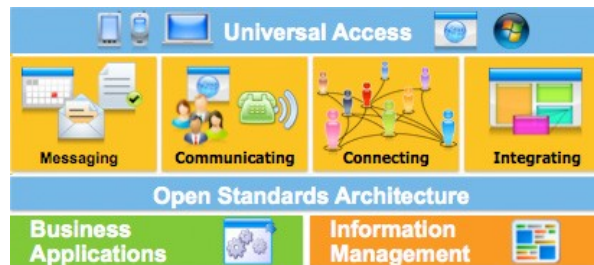 Universal Access
Messaging
Communicating
Connecting
Integrating
Open Standards Architecture
Business
Applications
Information
Management